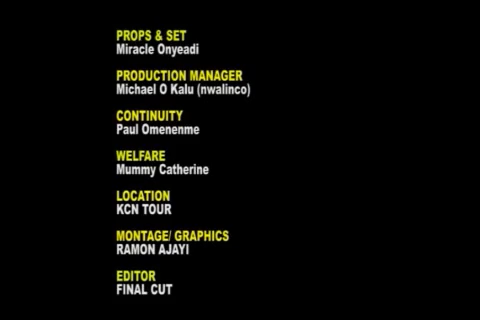 PROPS & SET
Miracle Onyeadi
PRODUCTION MANAGER
Michael O Kalu (nwalinco)
CONTINUITY
Paul Omenenme
WELFARE
Mummy Catherine
LOCATION
KCN TOUR
MONTAGE/ GRAPHICS
RAMON AJAYI
EDITOR
FINAL CUT